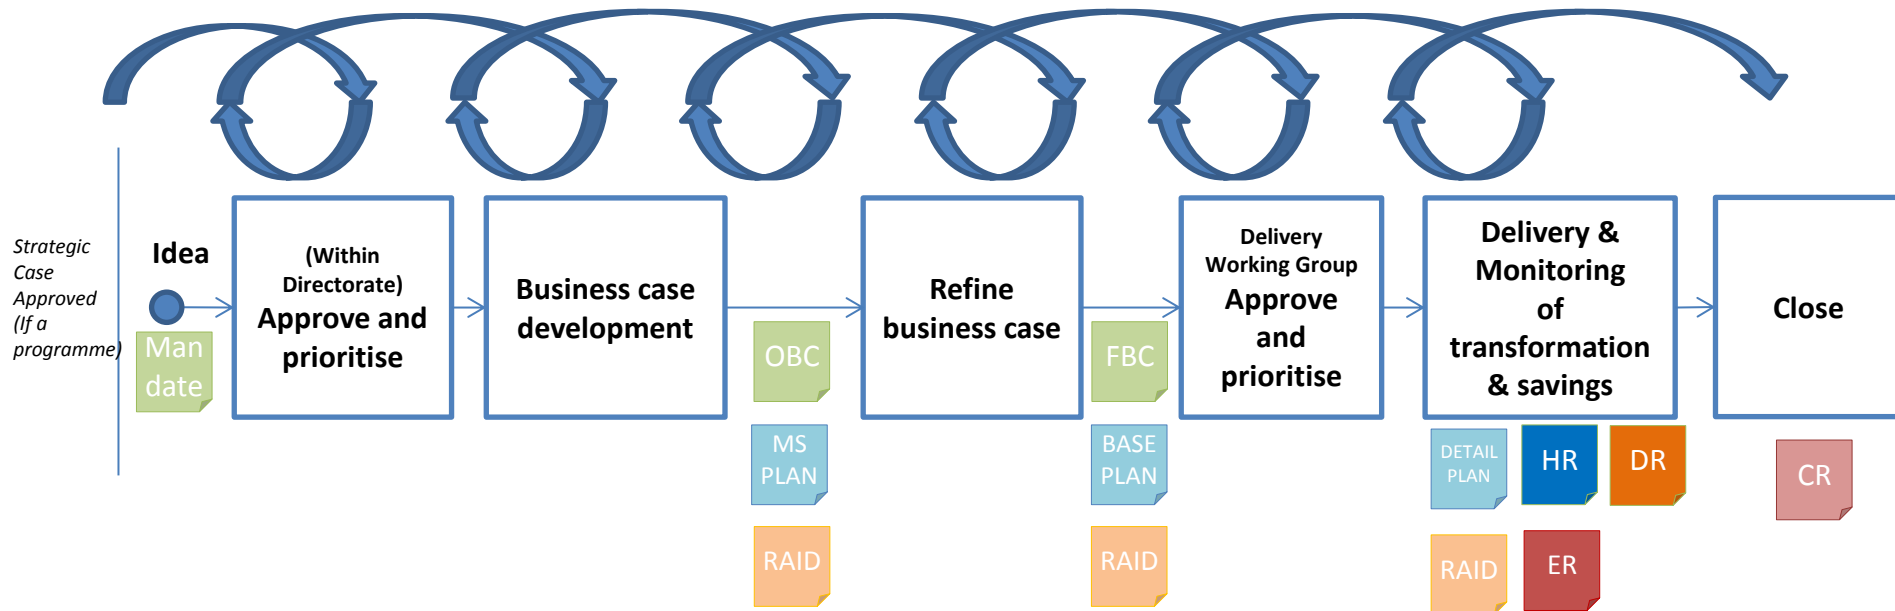 Strategic
Case
Approved
(If a
programme)
Idea
Man
date
(Within
Directorate)
Approve and
prioritise
Business case
development
OBC
MS
PLAN
RAID
Refine
business case
FBC
BASE
PLAN
RAID
Delivery
Working Group
Approve
and
prioritise
Delivery &
Monitoring
of
transformation
& savings
DETAIL
PLAN
HR
DR
RAID
ER
Close
CR